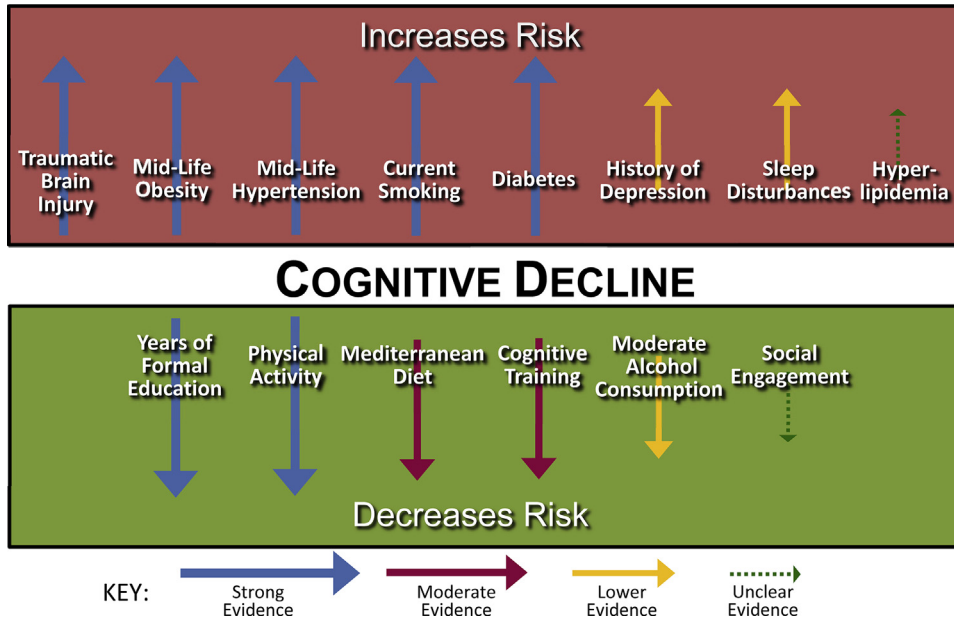 Increases Risk
Traumatic
Brain
Injury
Mid-Life
Obesity
Mid-Life
Hypertension
Current
Smoking
Diabetes
History of
Depression
Sleep
Disturbances
Hyper-
lipidemia
COGNITIVE DECLINE
Years of
Formal
Education
Physical
Activity
Mediterranean
Diet
Cognitive
Training
Moderate
Alcohol
Consumption
Social
Engagement
Decreases Risk
KEY:
Strong
Evidence
Moderate
Evidence
Lower
Evidence
Unclear
Evidence